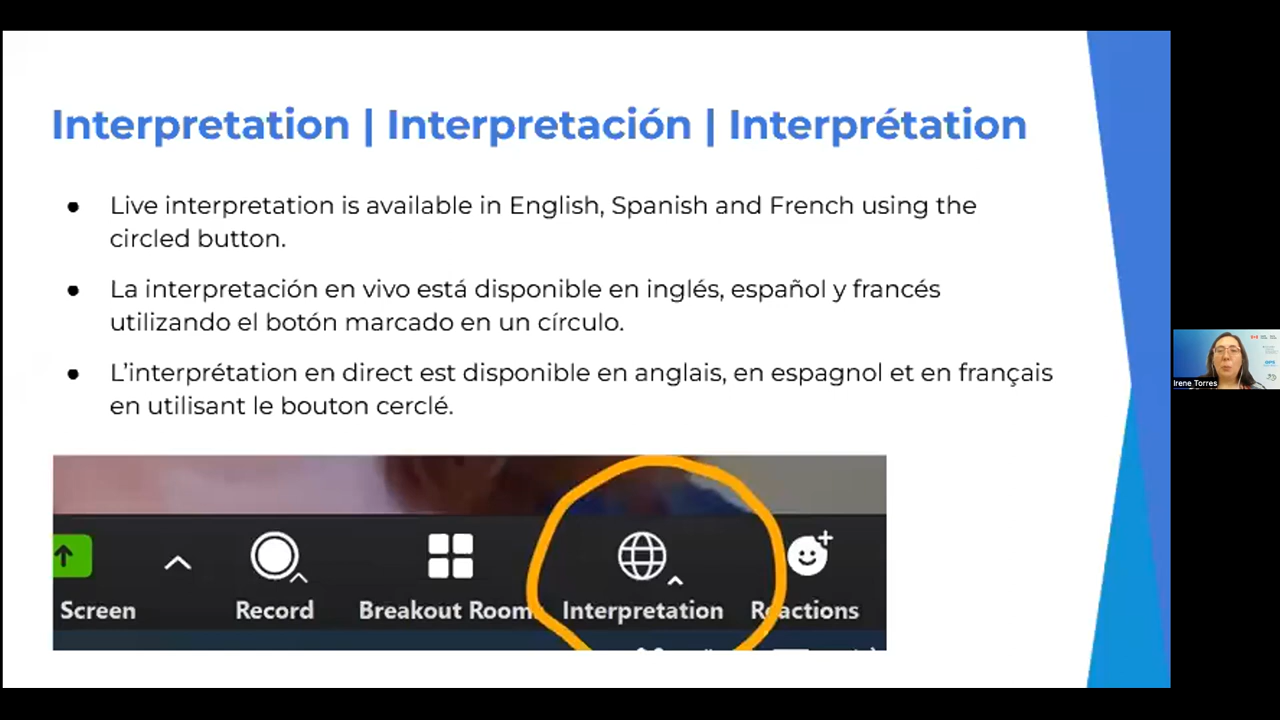 Interpretation | Interpretación | Interprétation
● Live interpretation is available in English, Spanish and French using the
circled button.
● La interpretación en vivo está disponible en inglés, español y francés
utilizando el botón marcado en un círculo.
● L'interprétation en direct est disponible en anglais, en espagnol et en français
en utilisant le bouton cerclé.
Screen Record Breakout Room Interpretation Reactions
Irene Torres